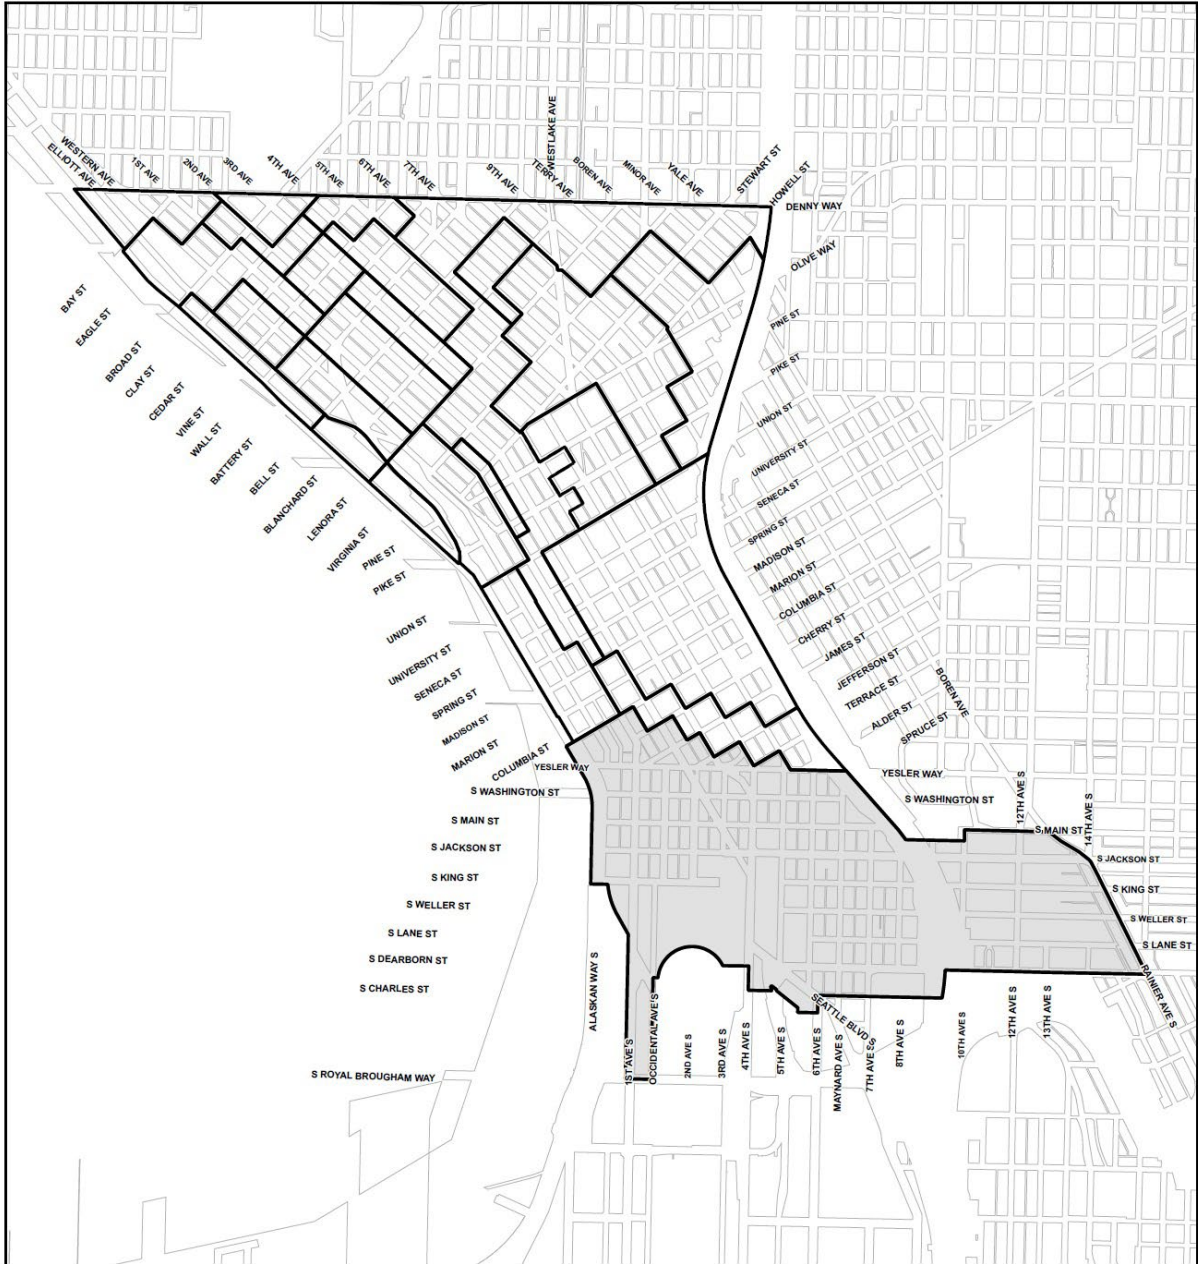 WESTERN AVE
ELLIOTT AVE
1ST AVE
2ND AVE
3RD AVE
4TH AVE
5TH AVE
6TH AVE
7TH AVE
9TH AVE
WESTLAKE AVE
TERRY AVE
BOREN AVE
MINOR AVE
YALE AVE
STEWART ST
HOWELL ST
DENNY WAY
OLIVE WAY
PINE ST
PIKE ST
UNION ST
UNIVERSITY ST
SENECA ST
SPRING ST
MADISON ST
MARION ST
COLUMBIA ST
CHERRY ST
JAMES ST
JEFFERSON ST
TERRACE ST
ALDER ST
SPRUCE ST
BOREN AVE
BAY ST
EAGLE ST
BROAD ST
CLAY ST
CEDAR ST
VINE ST
WALL ST
BATTERY ST
BELL ST
BLANCHARD ST
LENORA ST
VIRGINIA ST
PINE ST
PIKE ST
UNION ST
UNIVERSITY ST
SENECA ST
SPRING ST
MADISON ST
MARION ST
COLUMBIA ST
YESLER WAY
S WASHINGTON ST
S MAIN ST
S JACKSON ST
S KING ST
S WELLER ST
S LANE ST
S DEARBORN ST
S CHARLES ST
S ROYAL BROUGHAM WAY
YESLER WAY
S WASHINGTON ST
12TH AVE S
S MAIN ST
14TH AVE S
S JACKSON ST
S KING ST
S WELLER ST
S LANE ST
RAINIER AVE S
ALASKAN WAY S
1ST AVE S
OCCIDENTAL AVE S
2ND AVE S
3RD AVE S
4TH AVE S
5TH AVE S
6TH AVE S
SEATTLE BLVD S
MAYNARD AVE S
7TH AVE S
8TH AVE S
10TH AVE S
12TH AVE S
13TH AVE S